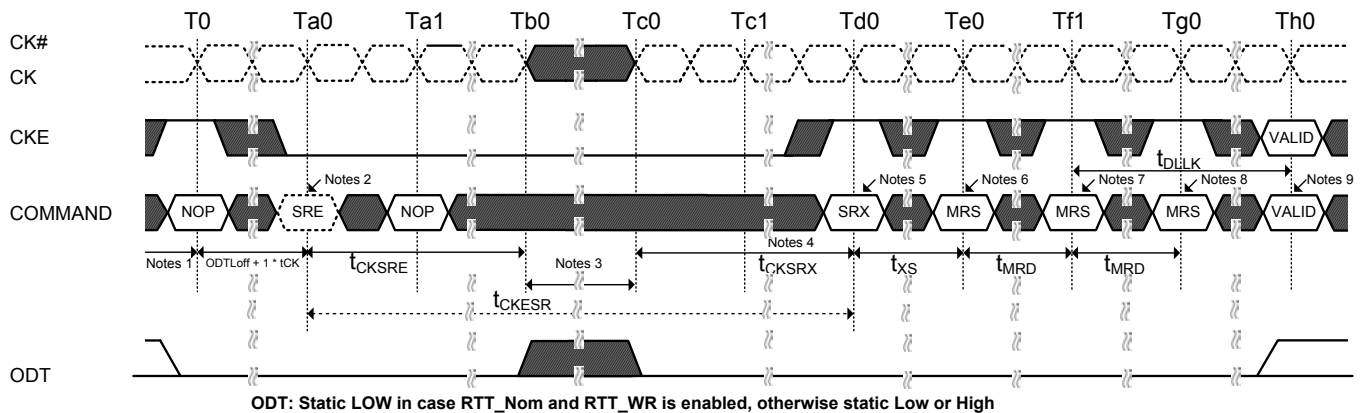 T0 Ta0 Ta1 Tb0 Tc0 Tc1 Td0 Te0 Tf1 Tg0 Th0
CK#
CK
CKE
VALID
tDLLK
Notes 2 Notes 5 Notes 6 Notes 7 Notes 8 Notes 9
COMMAND
NOP SRE NOP SRX MRS MRS MRS VALID
Notes 1 ODTLoff + 1 * tCK tCKSRE Notes 3 Notes 4 tCKSRX tXS tMRD tMRD
tCKESR
ODT
ODT: Static LOW in case RTT_Nom and RTT_WR is enabled, otherwise static Low or High